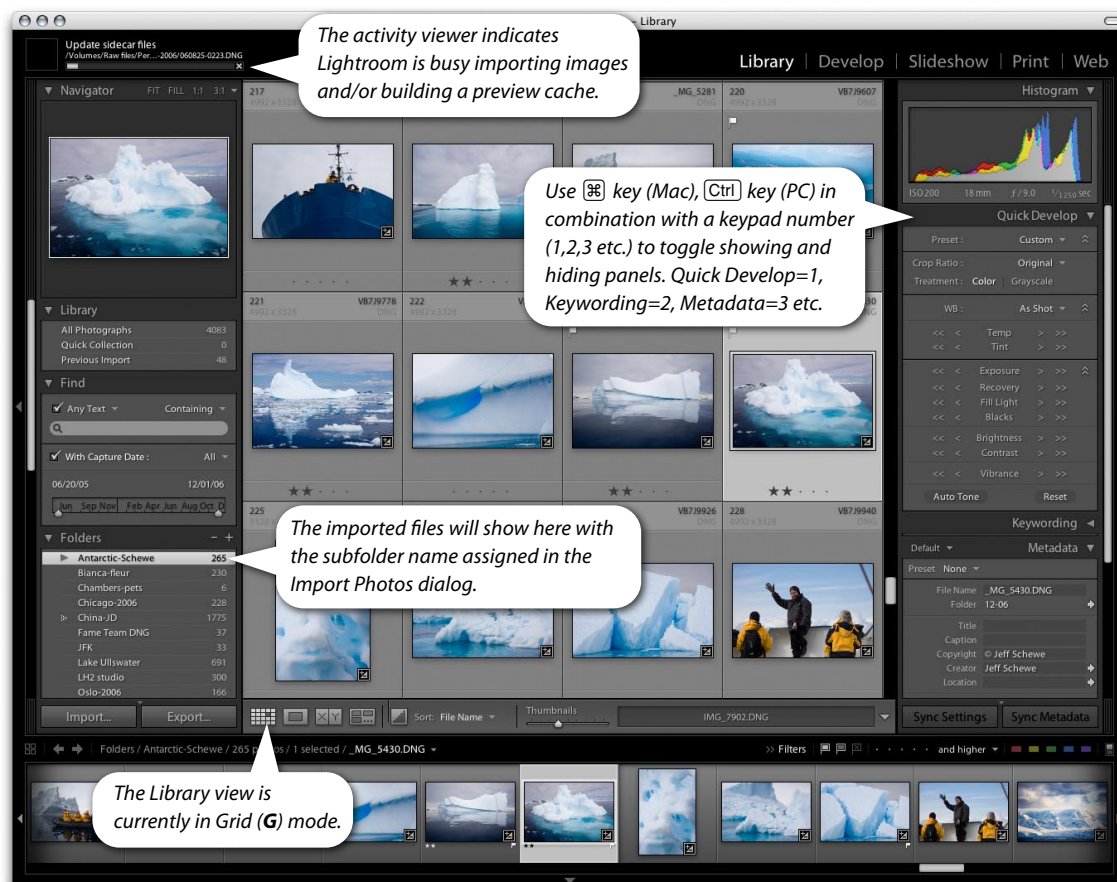 – Library
Update sidecar files
/Volumes/Raw files/Per...-2006/060825-0223.DNG
The activity viewer indicates
Lightroom is busy importing images
and/or building a preview cache.
Library | Develop | Slideshow | Print | Web
Navigator FIT FILL 1:1 3:1
Library
All Photographs 4083
Quick Collection 0
Previous Import 48
Find
Any Text Containing
With Capture Date : All
06/20/05 12/01/06
Jun Sep Nov Feb Apr Jun Aug Oct D
Folders – +
Antarctic-Schewe 265
Bianca-fleur 230
Chambers-pets 6
Chicago-2006 228
China-JD 1775
Fame Team DNG 37
JFK 33
Lake Ullswater 691
LH2 studio 300
Oslo-2006 166
Import... Export...
217 _MG_5281 220 VB7J9607
4992 x 3328 DNG 4992 x 3328 DNG
Use ⌘ key (Mac), Ctrl key (PC) in
combination with a keypad number
(1,2,3 etc.) to toggle showing and
hiding panels. Quick Develop=1,
Keywording=2, Metadata=3 etc.
221 VB7J9778 222 30
4992 x 3328 DNG 4992 x 3328 NG
225 VB7J9926 228 VB7J9940
3328 DNG 4992 x 3328 DNG
The imported files will show here with
the subfolder name assigned in the
Import Photos dialog.
Sort: File Name Thumbnails IMG_7902.DNG
Histogram
ISO 200 18 mm f / 9.0 1/1250 sec
Quick Develop
Preset : Custom
Crop Ratio : Original
Treatment : Color Grayscale
WB : As Shot
<< < Temp > >>
<< < Tint > >>
<< < Exposure > >>
<< < Recovery > >>
<< < Fill Light > >>
<< < Blacks > >>
<< < Brightness > >>
<< < Contrast > >>
<< < Vibrance > >>
Auto Tone Reset
Keywording
Default Metadata
Preset None
File Name _MG_5430.DNG
Folder 12-06
Title
Caption
Copyright © Jeff Schewe
Creator Jeff Schewe
Location
Sync Settings Sync Metadata
Folders / Antarctic-Schewe / 265 photos / 1 selected / _MG_5430.DNG >> Filters and higher
The Library view is
currently in Grid (G) mode.